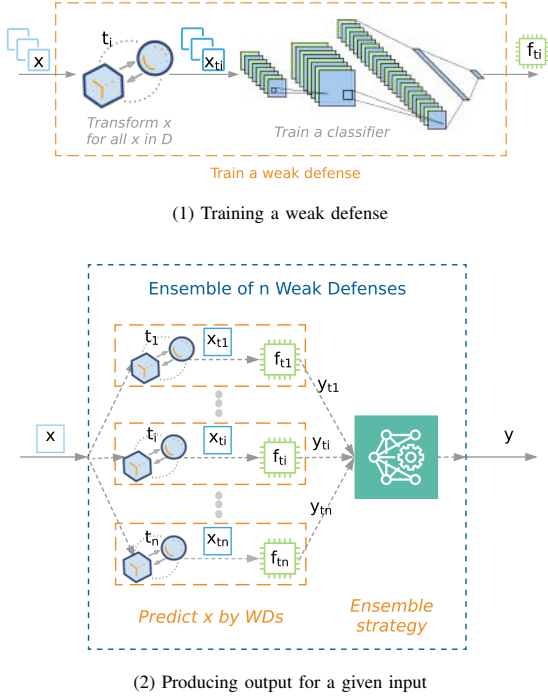 x
t_i
x_ti
f_ti
Transform x
for all x in D
Train a classifier
Train a weak defense
(1) Training a weak defense
Ensemble of n Weak Defenses
t_1
x_t1
f_t1
y_t1
x
t_i
x_ti
f_ti
y_ti
y
t_n
x_tn
f_tn
y_tn
Predict x by WDs
Ensemble
strategy
(2) Producing output for a given input